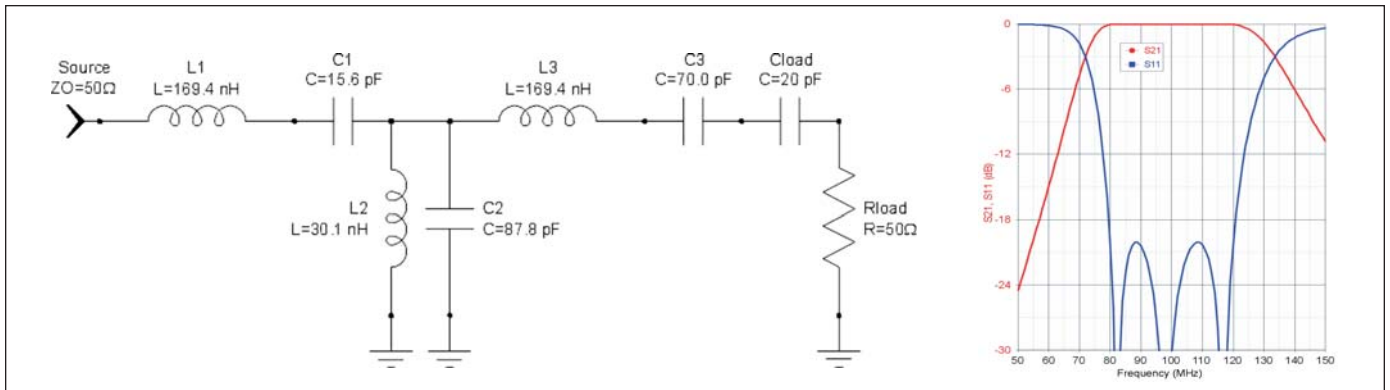 Source
ZO=50Ω
L1
L=169.4 nH
C1
C=15.6 pF
L3
L=169.4 nH
C3
C=70.0 pF
Cload
C=20 pF
L2
L=30.1 nH
C2
C=87.8 pF
Rload
R=50Ω
S21, S11 (dB)
0
-6
-12
-18
-24
-30
S21
S11
50 60 70 80 90 100 110 120 130 140 150
Frequency (MHz)